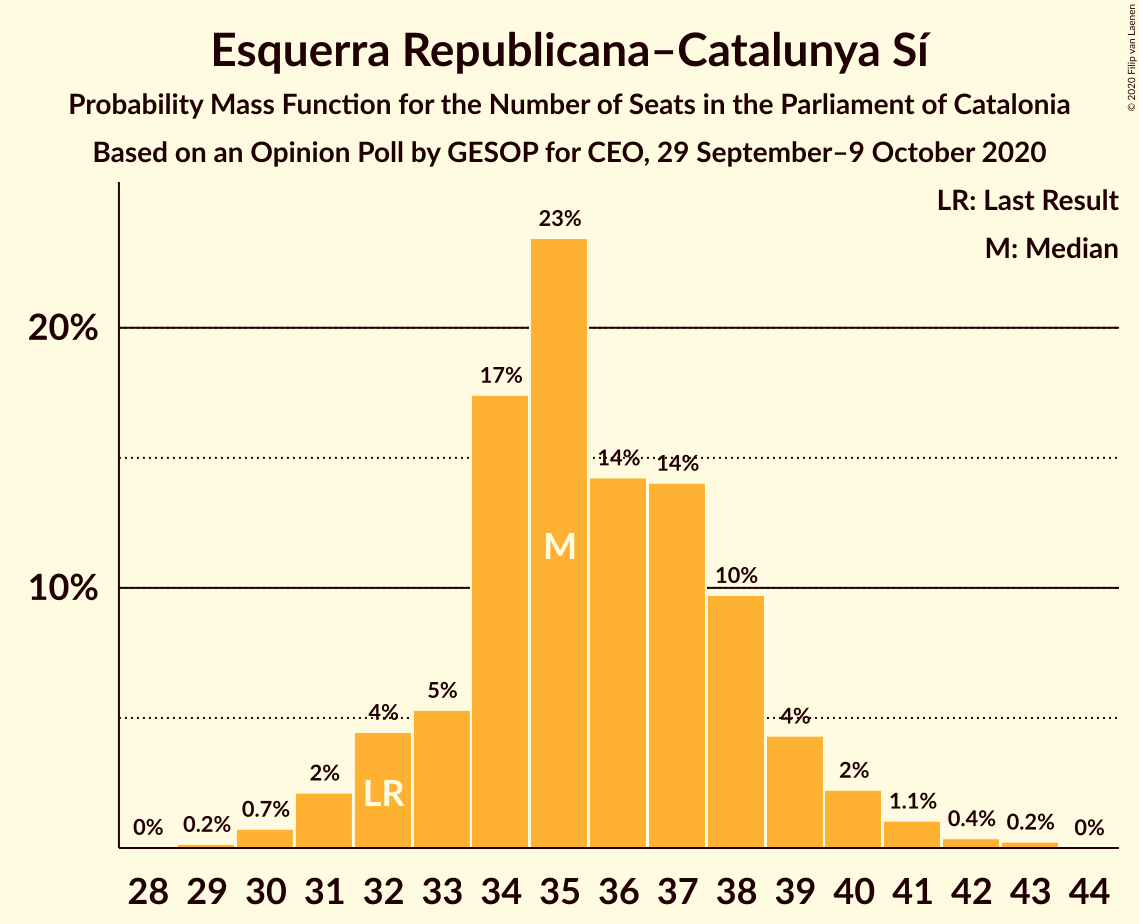 Esquerra Republicana–Catalunya Sí
Probability Mass Function for the Number of Seats in the Parliament of Catalonia
Based on an Opinion Poll by GESOP for CEO, 29 September–9 October 2020
© 2020 Filip van Laenen
LR: Last Result
M: Median
20%
10%
0%
0.2%
0.7%
2%
4%
5%
17%
23%
14%
14%
10%
4%
2%
1.1%
0.4%
0.2%
0%
LR
M
28 29 30 31 32 33 34 35 36 37 38 39 40 41 42 43 44